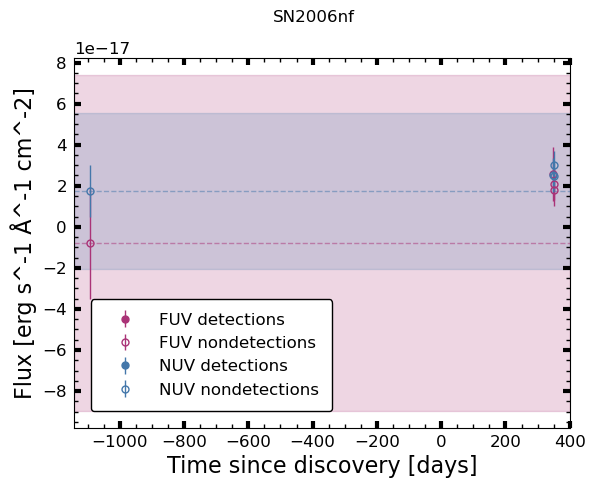 SN2006nf
1e−17
8
6
4
2
0
−2
−4
−6
−8
Flux [erg s^-1 Å^-1 cm^-2]
FUV detections
FUV nondetections
NUV detections
NUV nondetections
−1000 −800 −600 −400 −200 0 200 400
Time since discovery [days]